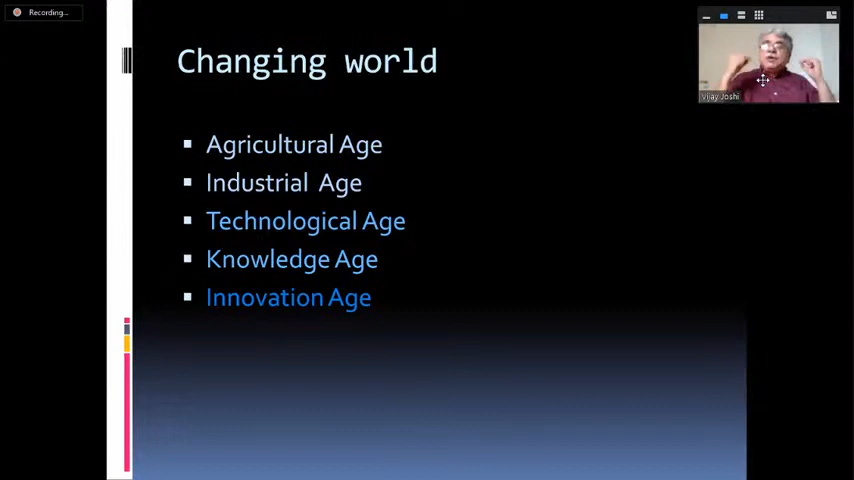 Recording...
Changing world
Agricultural Age
Industrial Age
Technological Age
Knowledge Age
Innovation Age
Vijay Joshi